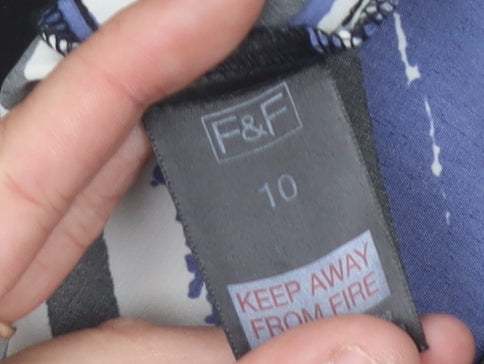 F&F
10
KEEP AWAY
FROM FIRE